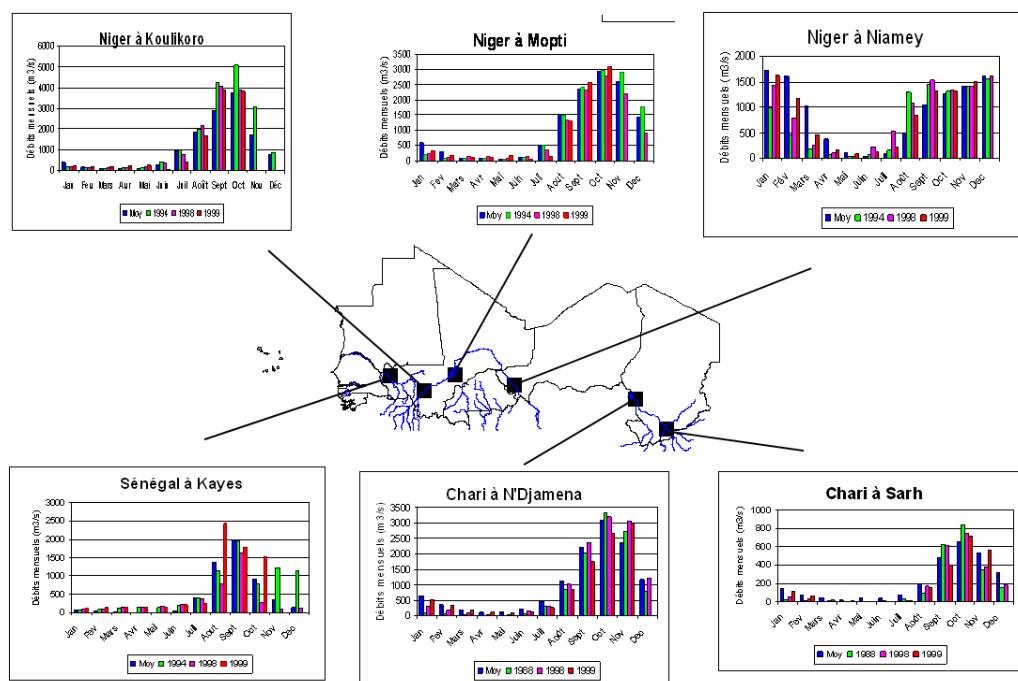 Niger à Koulikoro
Débits mensuels (m3/s)
6000
5000
4000
3000
2000
1000
0
Jan Feu Mars Aur Mai Juin Juil Août Sept Oct Nou Déc
Moy 1994 1998 1999
Niger à Mopti
Débits mensuels (m3/s)
3500
3000
2500
2000
1500
1000
500
0
Jan Fev Mars Avr Mai Juin Juil Août Sept Oct Nov Dec
Moy 1994 1998 1999
Niger à Niamey
Débits mensuels (m3/s)
2000
1500
1000
500
0
Jan Fév Mars Avr Mai Juin Juil Août Sept Oct Nov Dec
Moy 1994 1998 1999
Sénégal à Kayes
Débits mensuels (m3/s)
3000
2500
2000
1500
1000
500
0
Jan Fev Mars Avr Mai Juin Juil Août Sept Oct Nov Dec
Moy 1994 1998 1999
Chari à N'Djamena
Débits mensuels (m3/s)
3500
3000
2500
2000
1500
1000
500
0
Jan Fev Mars Avr Mai Juin Juil Août Sept Oct Nov Dec
Moy 1988 1998 1999
Chari à Sarh
Débits mensuels (m3/s)
1000
800
600
400
200
0
Jan Fev Mars Avr Mai Juin Juil Août Sept Oct Nov Dec
Moy 1988 1998 1999